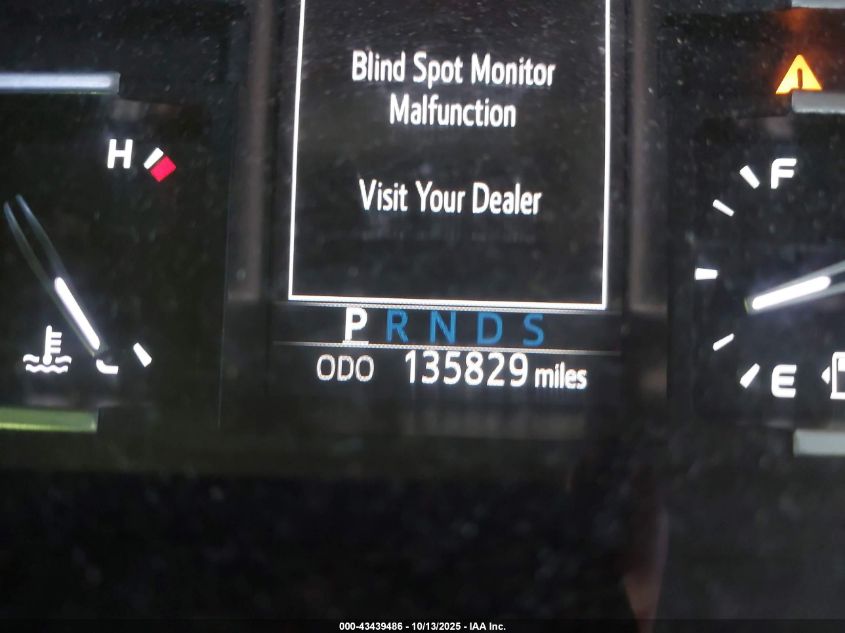 Blind Spot Monitor
Malfunction
Visit Your Dealer
H
F
P R N D S
ODO 135829 miles
E
000-43439486 - 10/13/2025 - IAA Inc.